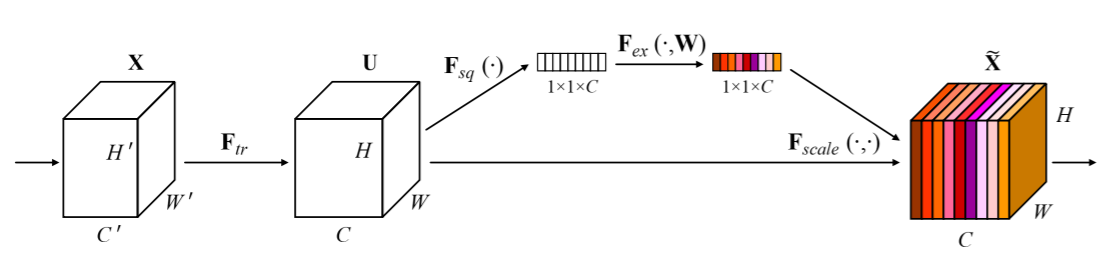 X
H′
W′
C′
F_tr
U
H
W
C
F_sq (·)
1×1×C
F_ex (·,W)
1×1×C
F_scale (·,·)
X̃
H
W
C